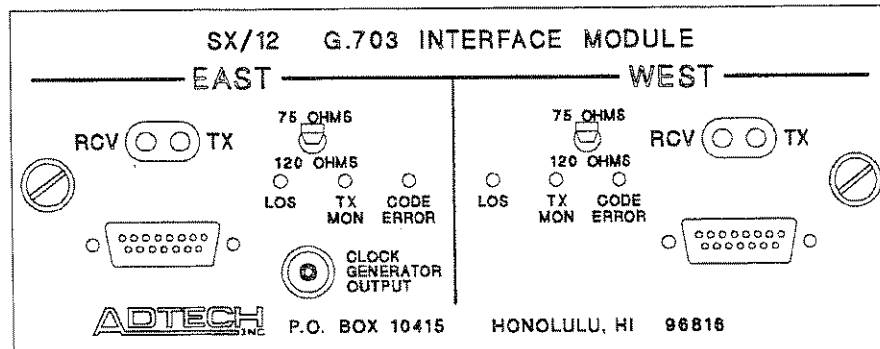 SX/12 G.703 INTERFACE MODULE
EAST
WEST
75 OHMS
RCV TX
120 OHMS
LOS
TX MON
CODE ERROR
CLOCK GENERATOR OUTPUT
75 OHMS
RCV TX
120 OHMS
LOS
TX MON
CODE ERROR
ADTECH INC
P.O. BOX 10415 HONOLULU, HI 96816